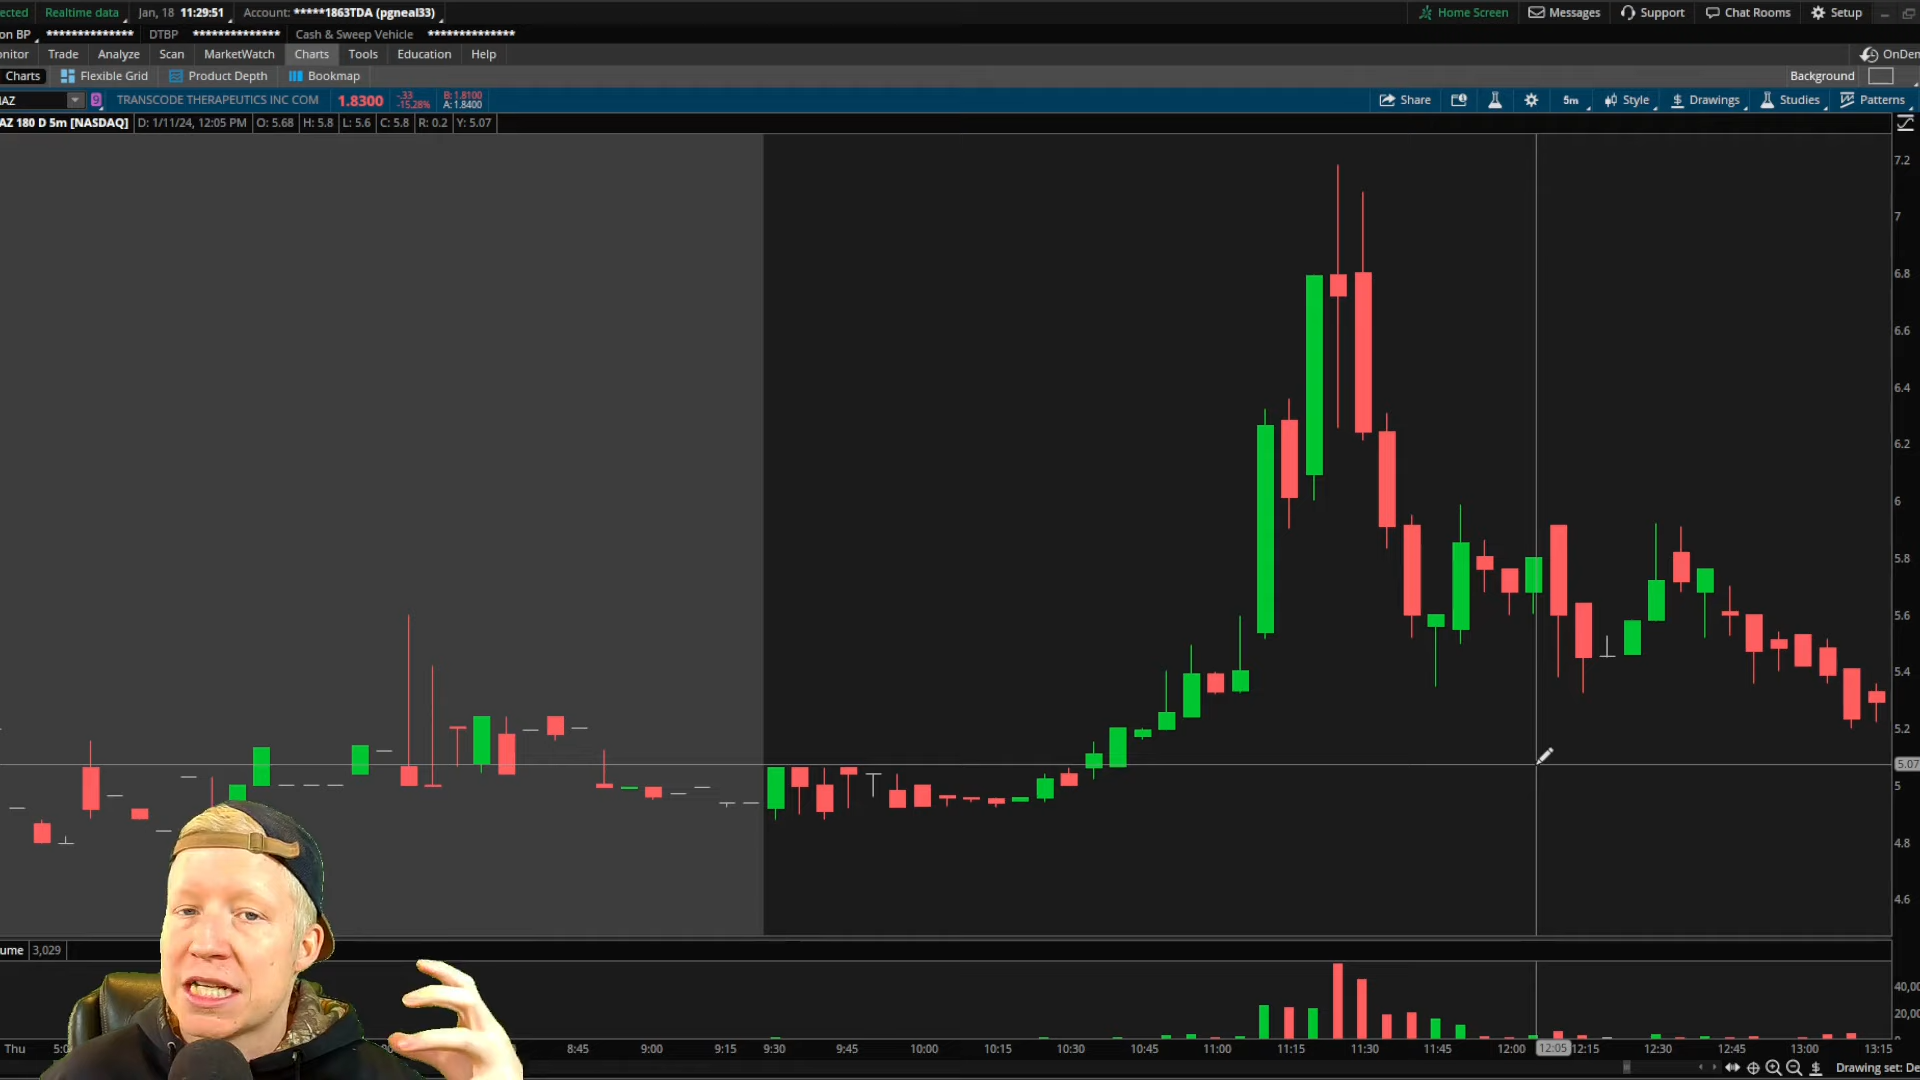 ected Realtime data Jan, 18 11:29:51 Account: *****1863TDA (pgneal33) Home Screen Messages Support Chat Rooms Setup
on BP ************** DTBP ************** Cash & Sweep Vehicle **************
onitor Trade Analyze Scan MarketWatch Charts Tools Education Help OnDem
Charts Flexible Grid Product Depth Bookmap Background
NAZ 9 TRANSCODE THERAPEUTICS INC COM 1.8300 -.33 -15.28% B: 1.8100 A: 1.8400 Share 5m Style Drawings Studies Patterns
AZ 180 D 5m [NASDAQ] D: 1/11/24, 12:05 PM O: 5.68 H: 5.8 L: 5.6 C: 5.8 R: 0.2 Y: 5.07
7.2
7
6.8
6.6
6.4
6.2
6
5.8
5.6
5.4
5.2
5.07
5
4.8
4.6
ume 3,029
40,00
20,00
Thu 5:0 8:45 9:00 9:15 9:30 9:45 10:00 10:15 10:30 10:45 11:00 11:15 11:30 11:45 12:00 12:05 12:15 12:30 12:45 13:00 13:15
Drawing set: De